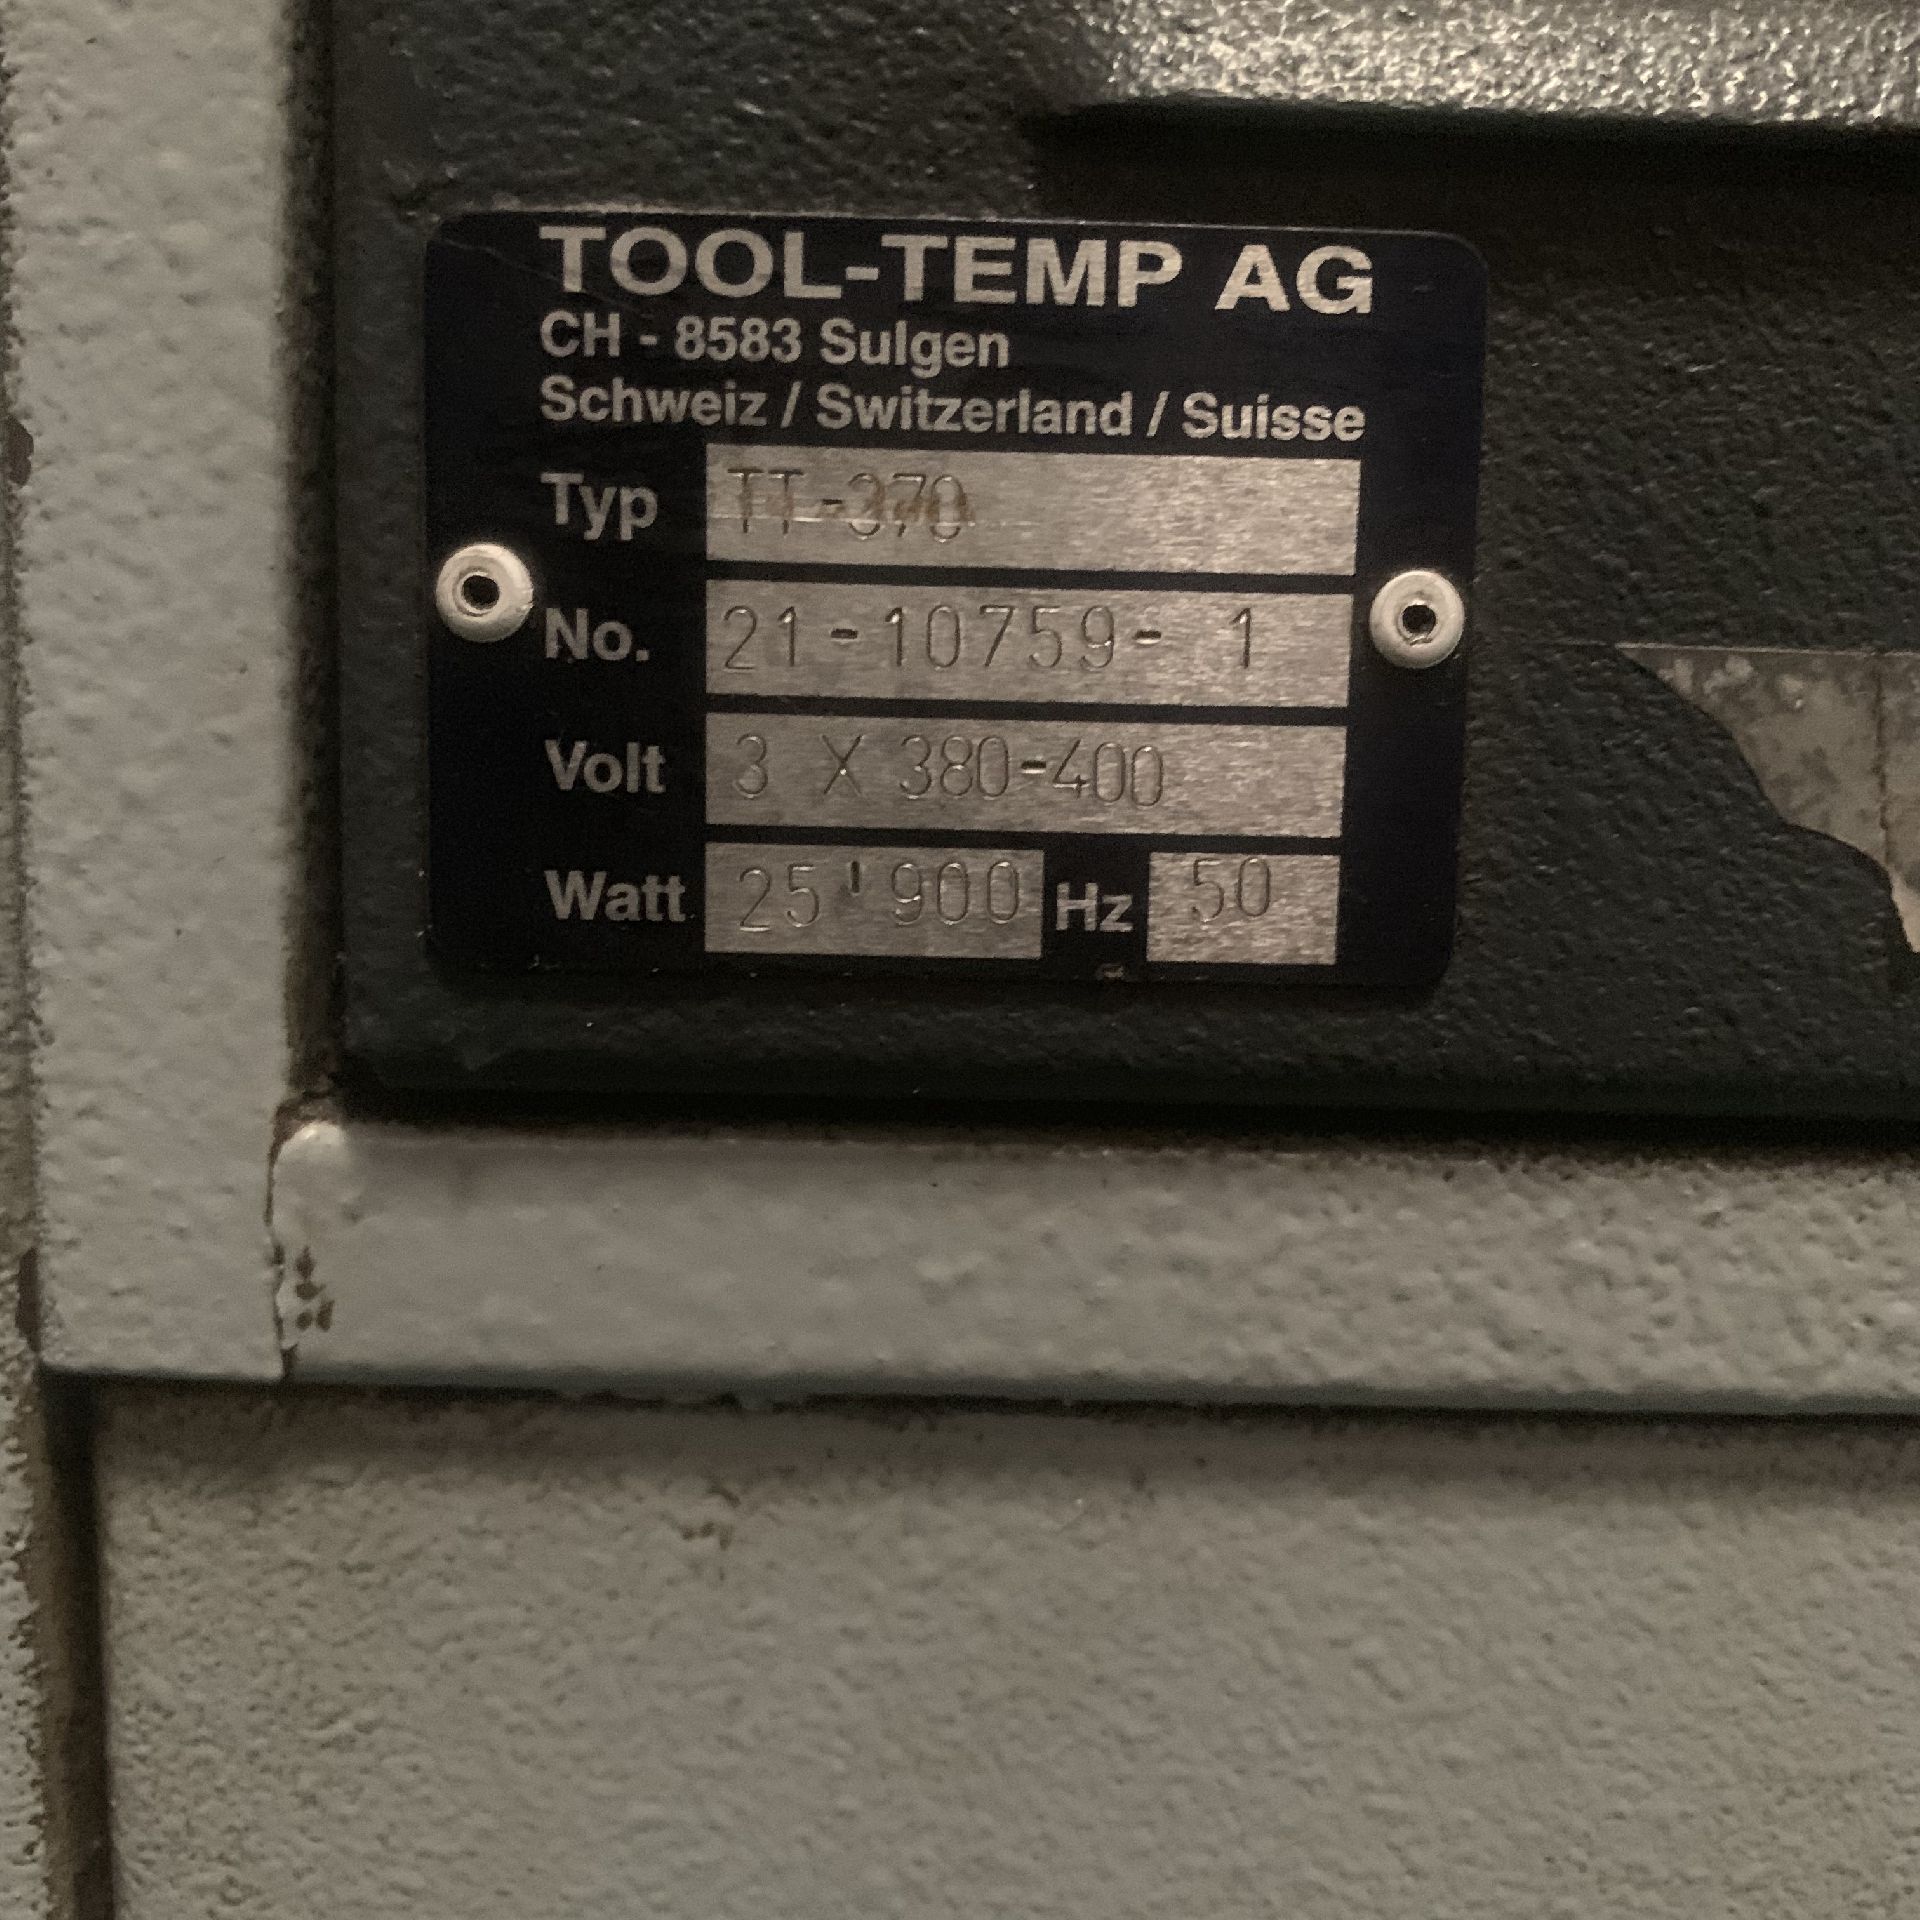 TOOL-TEMP AG
CH - 8583 Sulgen
Schweiz / Switzerland / Suisse
Typ TT-370
No. 21-10759- 1
Volt 3 X 380-400
Watt 25'900 Hz 50